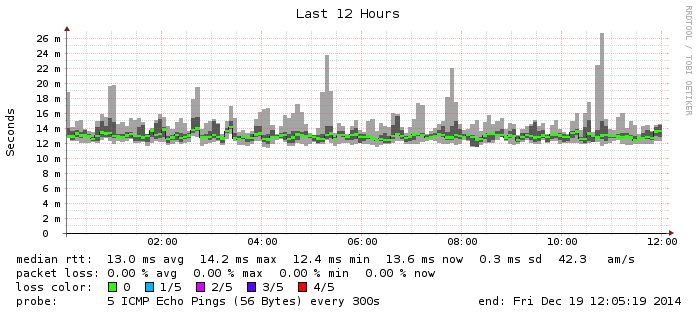 Last 12 Hours
RRDTOOL / TOBI OETIKER
Seconds
26 m
24 m
22 m
20 m
18 m
16 m
14 m
12 m
10 m
8 m
6 m
4 m
2 m
0
02:00 04:00 06:00 08:00 10:00 12:00
median rtt: 13.0 ms avg 14.2 ms max 12.4 ms min 13.6 ms now 0.3 ms sd 42.3 am/s
packet loss: 0.00 % avg 0.00 % max 0.00 % min 0.00 % now
loss color: 0 1/5 2/5 3/5 4/5
probe: 5 ICMP Echo Pings (56 Bytes) every 300s end: Fri Dec 19 12:05:19 2014